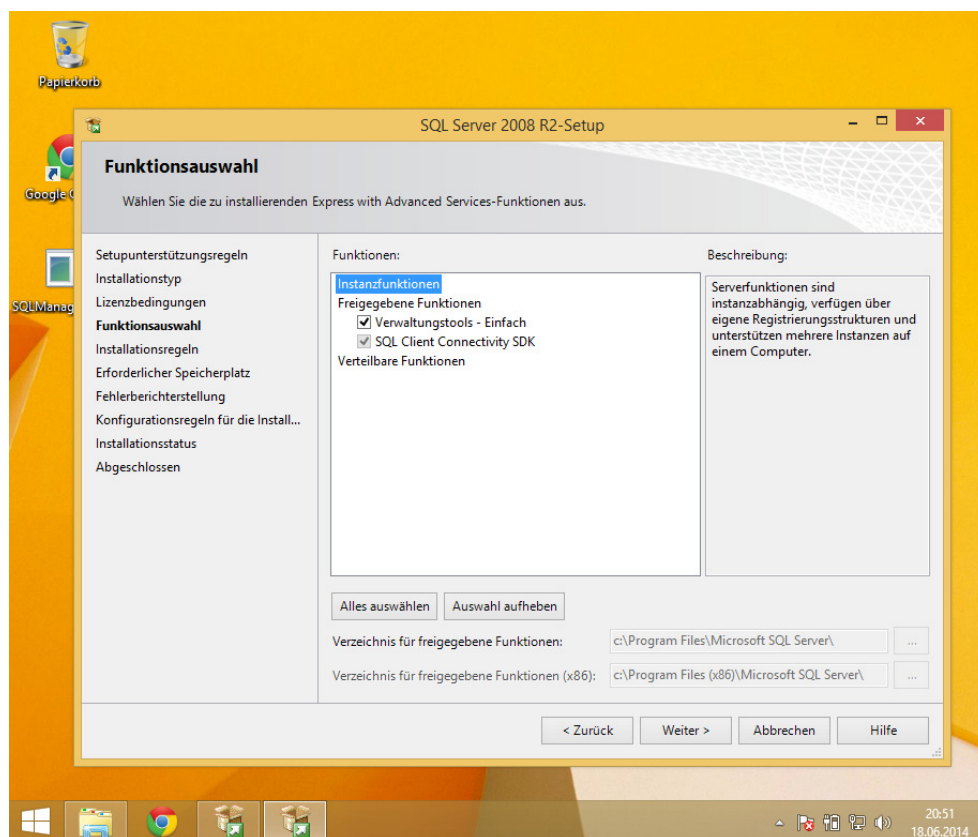 Papierkorb
SQL Server 2008 R2-Setup
Google
Funktionsauswahl
Wählen Sie die zu installierenden Express with Advanced Services-Funktionen aus.
Setupunterstützungsregeln
Installationstyp
Lizenzbedingungen
Funktionsauswahl
Installationsregeln
Erforderlicher Speicherplatz
Fehlerberichterstellung
Konfigurationsregeln für die Install...
Installationsstatus
Abgeschlossen
SQLManag
Funktionen:
Instanzfunktionen
Freigegebene Funktionen
Verwaltungstools - Einfach
SQL Client Connectivity SDK
Verteilbare Funktionen
Beschreibung:
Serverfunktionen sind
instanzabhängig, verfügen über
eigene Registrierungsstrukturen und
unterstützen mehrere Instanzen auf
einem Computer.
Alles auswählen
Auswahl aufheben
Verzeichnis für freigegebene Funktionen:
c:\Program Files\Microsoft SQL Server\
...
Verzeichnis für freigegebene Funktionen (x86):
c:\Program Files (x86)\Microsoft SQL Server\
...
< Zurück
Weiter >
Abbrechen
Hilfe
20:51
18.06.2014